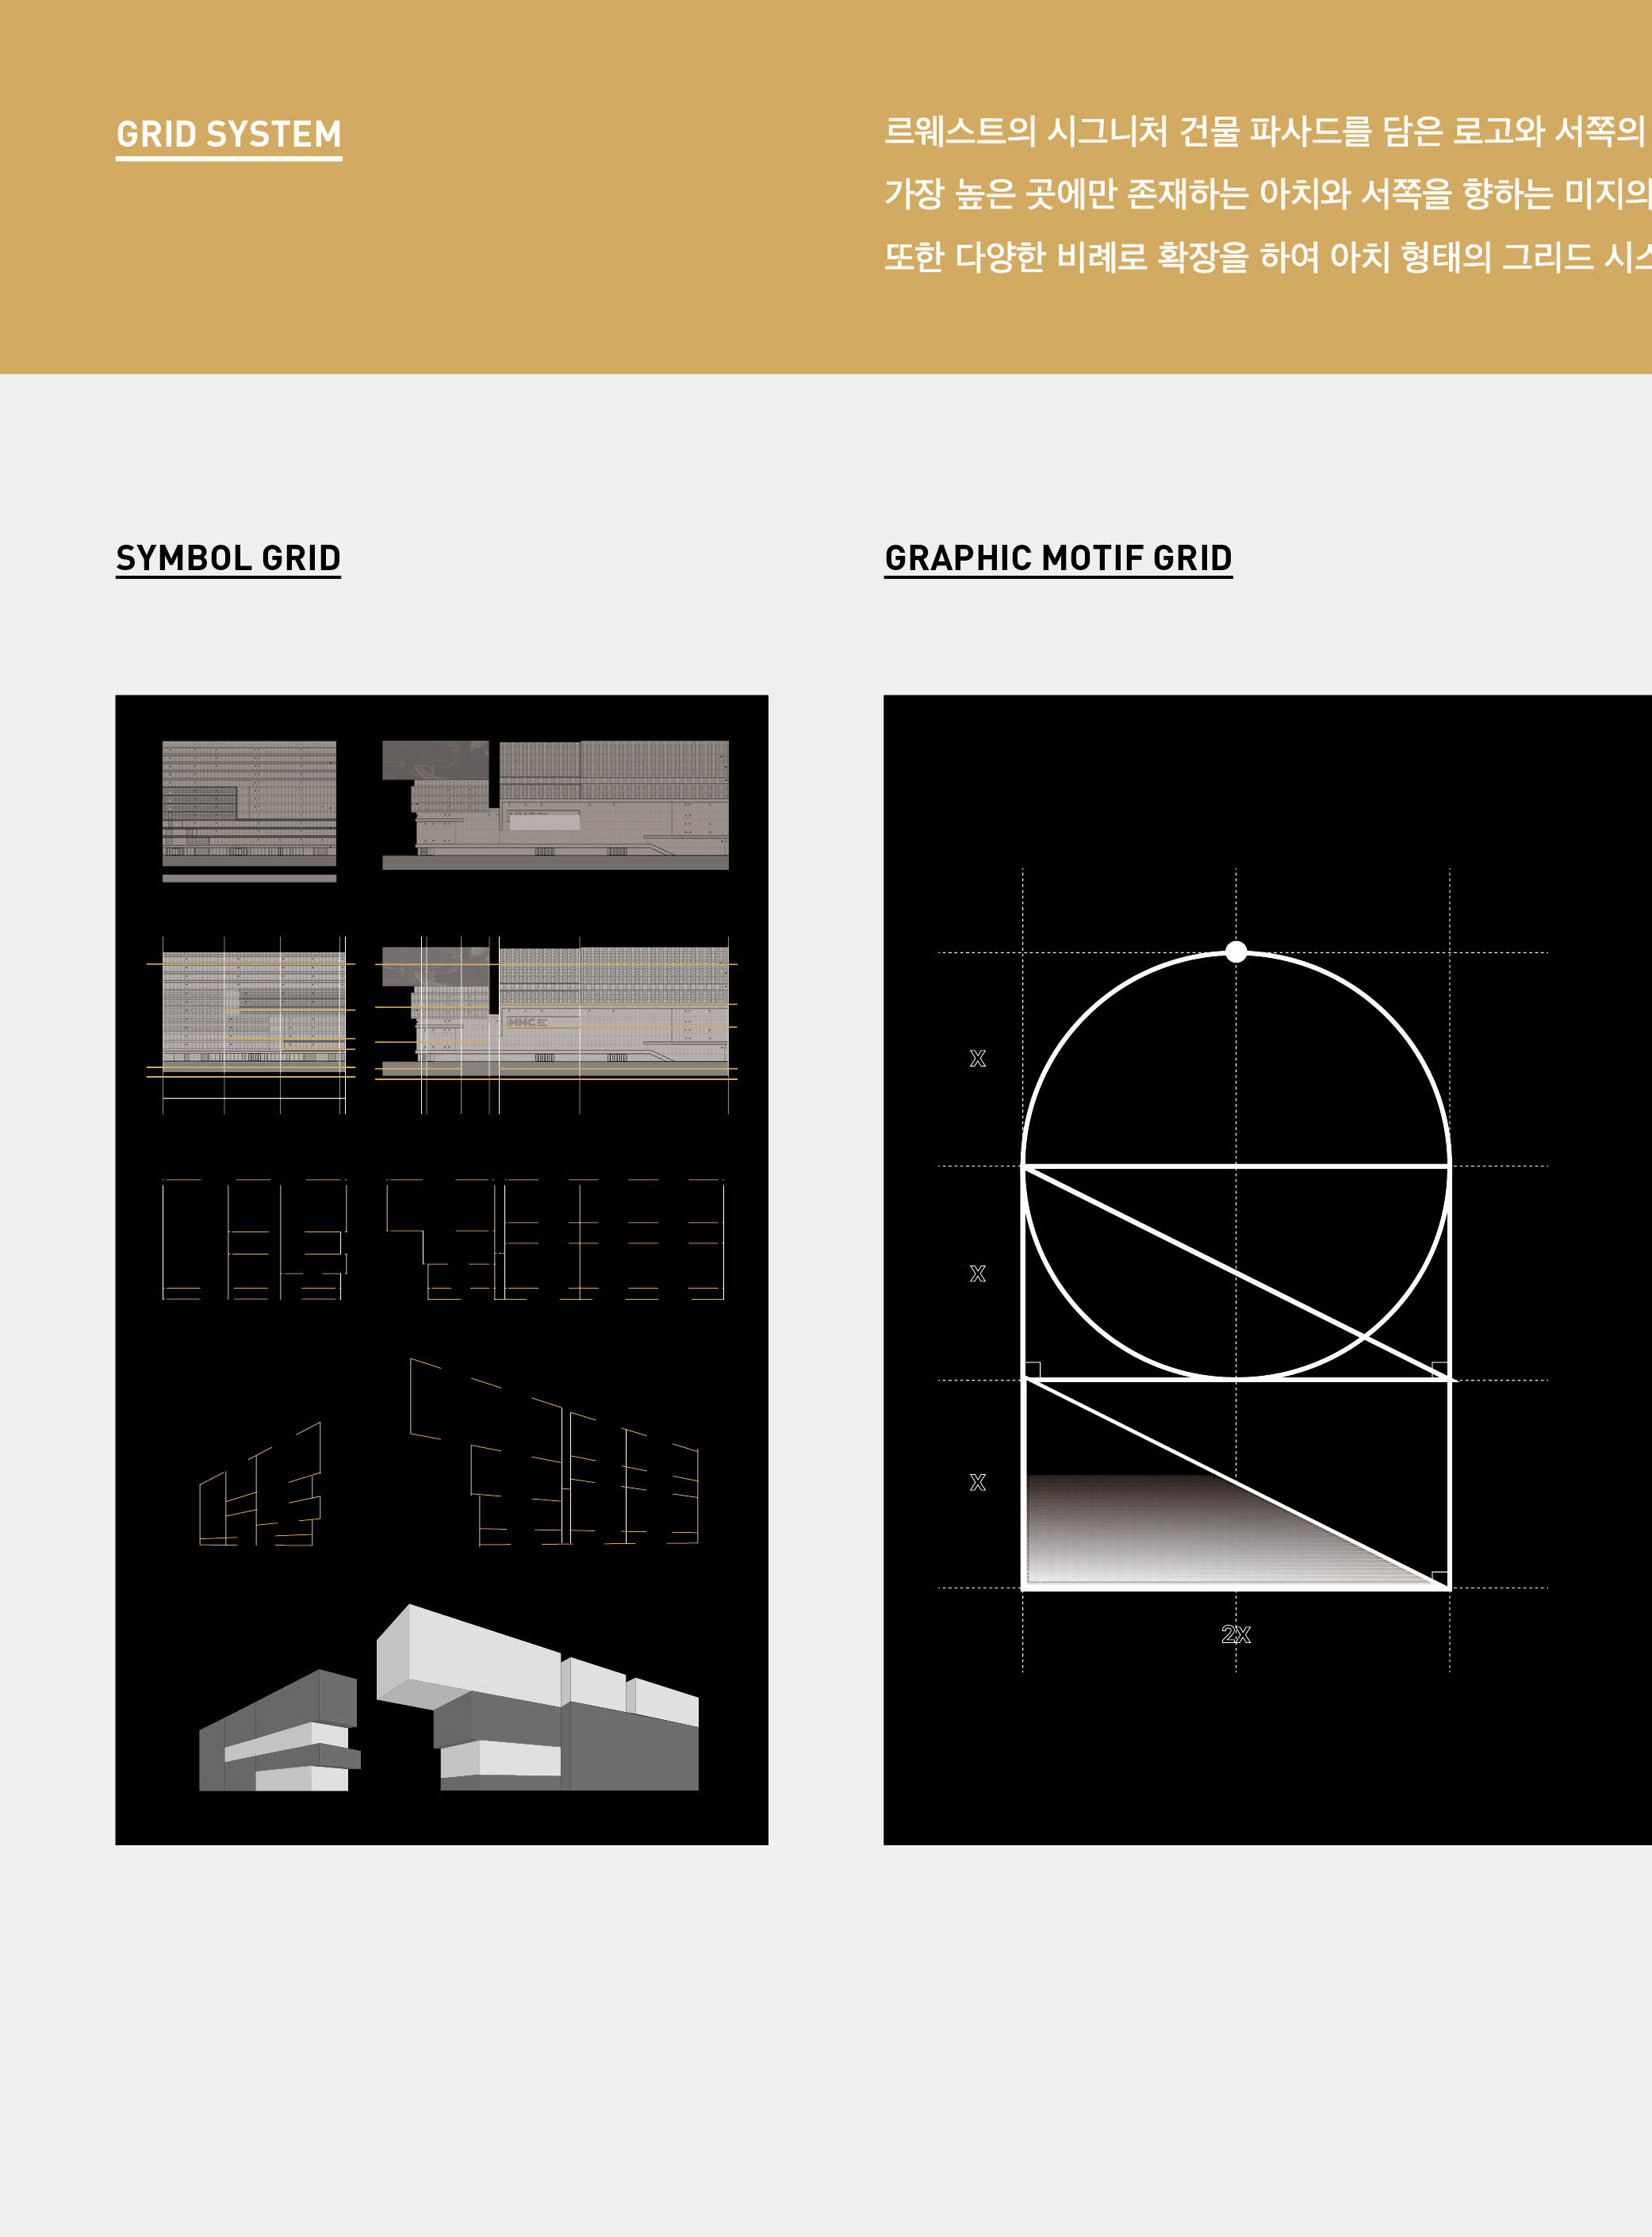 GRID SYSTEM
르웨스트의 시그니처 건물 파사드를 담은 로고와 서쪽의
가장 높은 곳에만 존재하는 아치와 서쪽을 향하는 미지의
또한 다양한 비례로 확장을 하여 아치 형태의 그리드
SYMBOL GRID
GRAPHIC MOTIF GRID
MMC
X
X
X
2X